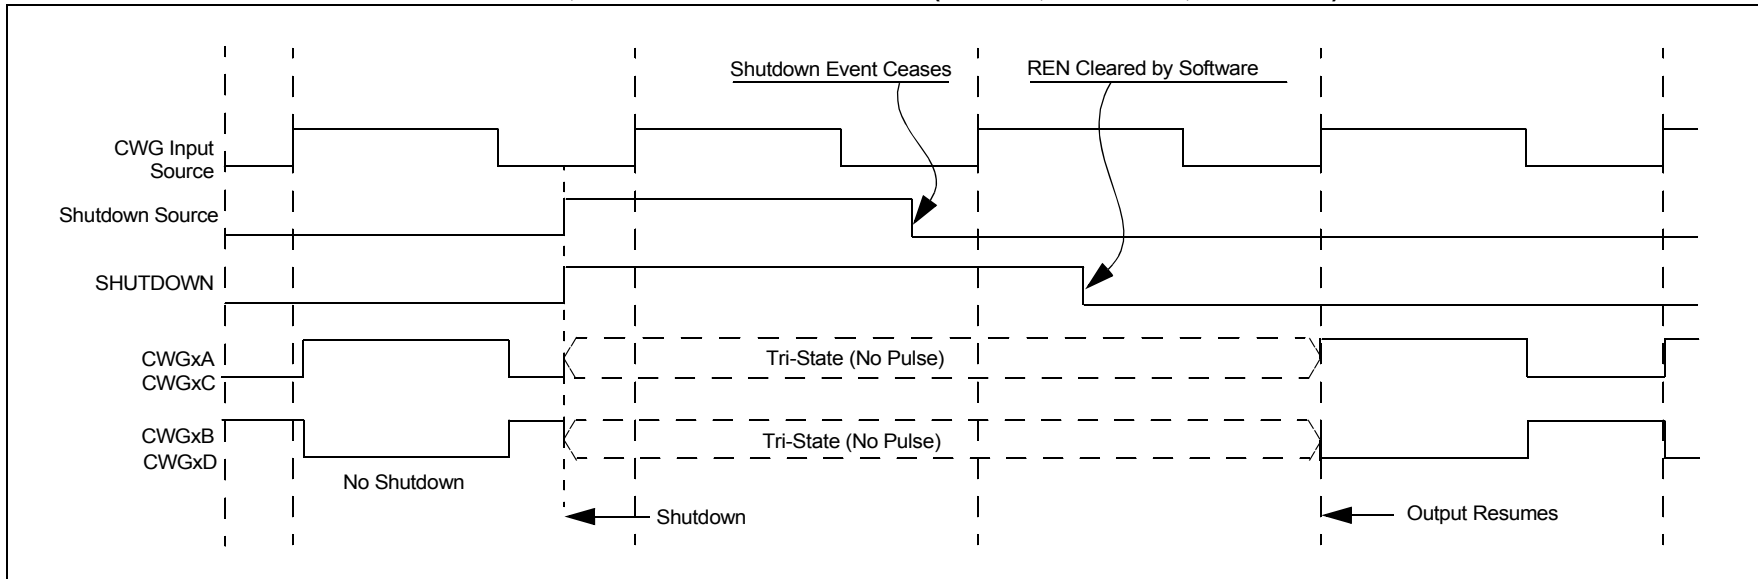 Shutdown Event Ceases
REN Cleared by Software
CWG Input
Source
Shutdown Source
SHUTDOWN
CWGxA
CWGxC
Tri-State (No Pulse)
CWGxB
CWGxD
Tri-State (No Pulse)
No Shutdown
Shutdown
Output Resumes